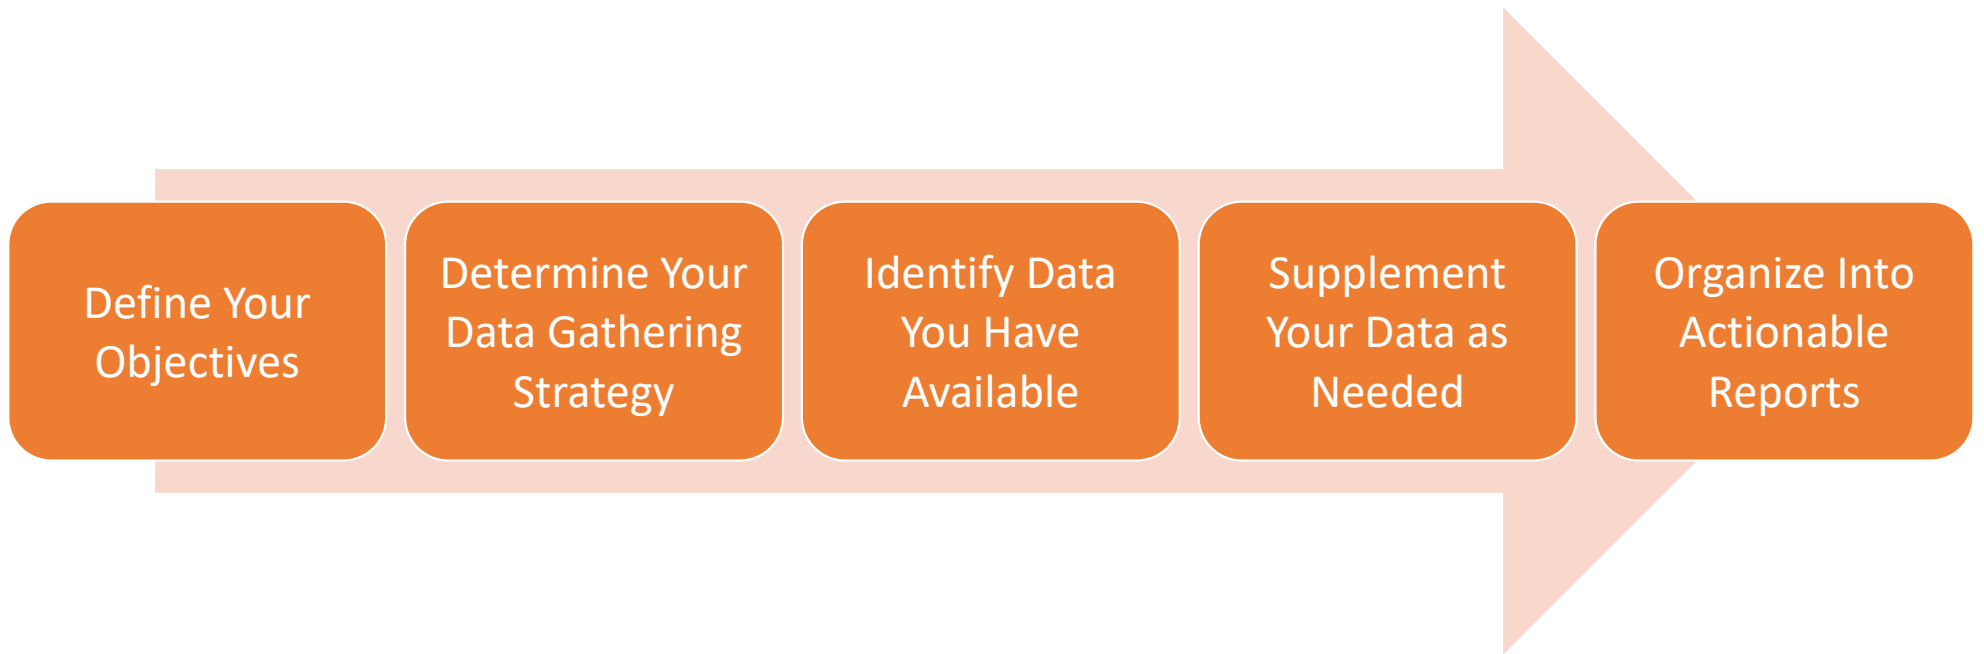 Define Your
Objectives
Determine Your
Data Gathering
Strategy
Identify Data
You Have
Available
Supplement
Your Data as
Needed
Organize Into
Actionable
Reports